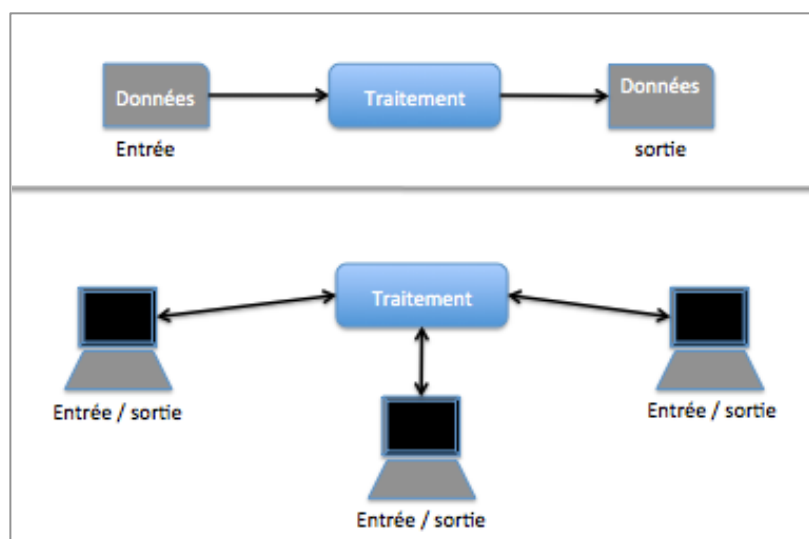 Données
Traitement
Données
Entrée
sortie
Traitement
Entrée / sortie
Entrée / sortie
Entrée / sortie